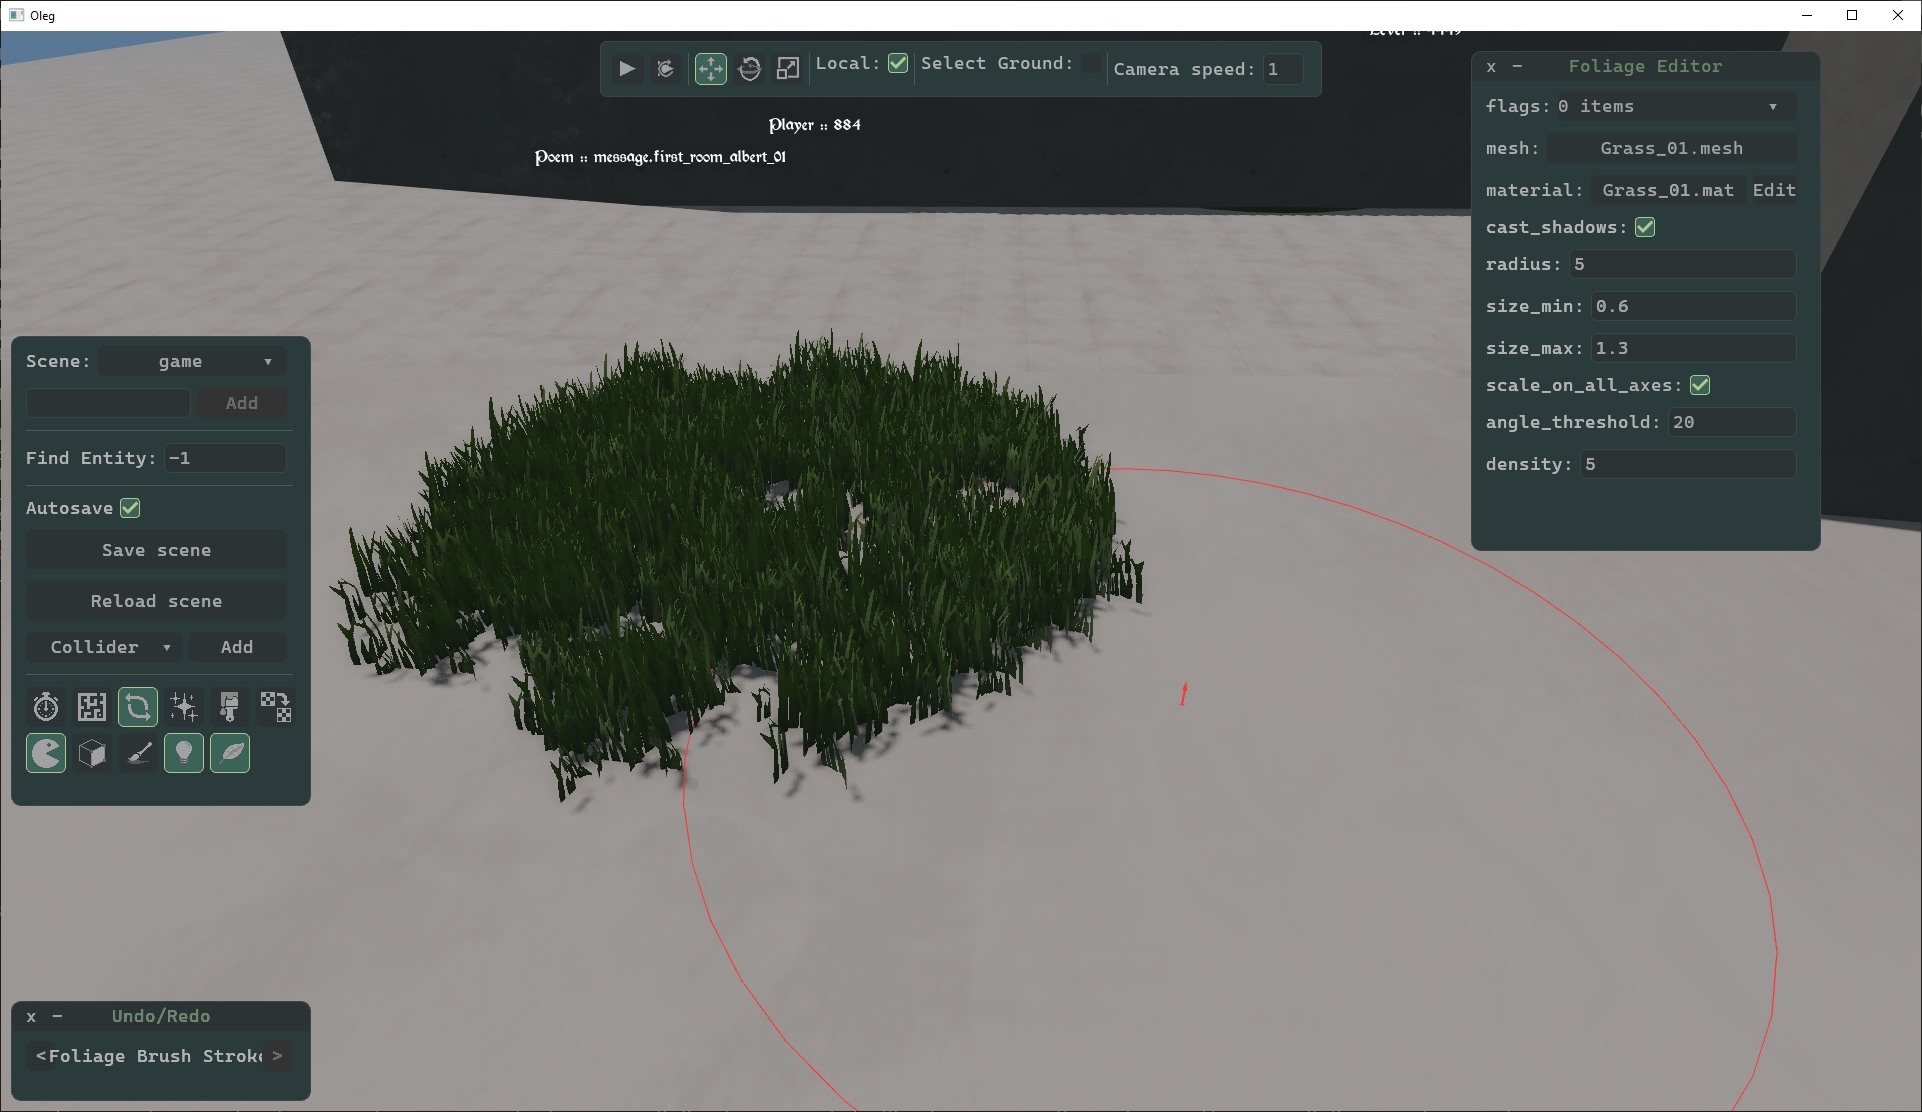 Oleg
Local:
Select Ground:
Camera speed: 1
Player :: 884
Poem :: message.first_room_albert_01
x − Foliage Editor
flags: 0 items
mesh: Grass_01.mesh
material: Grass_01.mat Edit
cast_shadows:
radius: 5
size_min: 0.6
size_max: 1.3
scale_on_all_axes:
angle_threshold: 20
density: 5
Scene: game
Add
Find Entity: -1
Autosave
Save scene
Reload scene
Collider Add
x − Undo/Redo
<Foliage Brush Stroke >